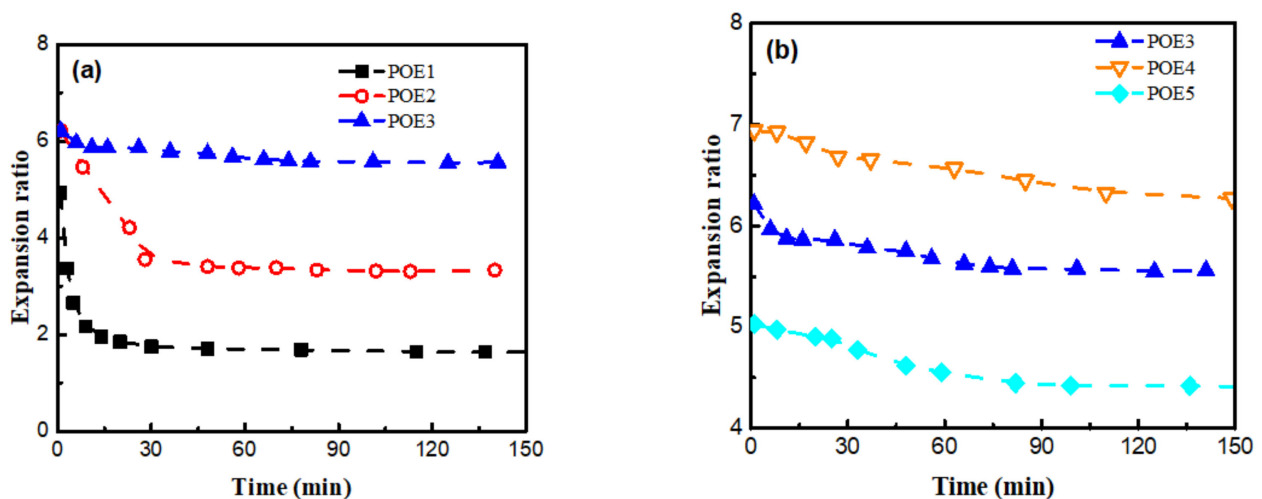 (a)
POE1
POE2
POE3
Expansion ratio
8
6
4
2
0
0 30 60 90 120 150
Time (min)
(b)
POE3
POE4
POE5
Expansion ratio
8
7
6
5
4
0 30 60 90 120 150
Time (min)